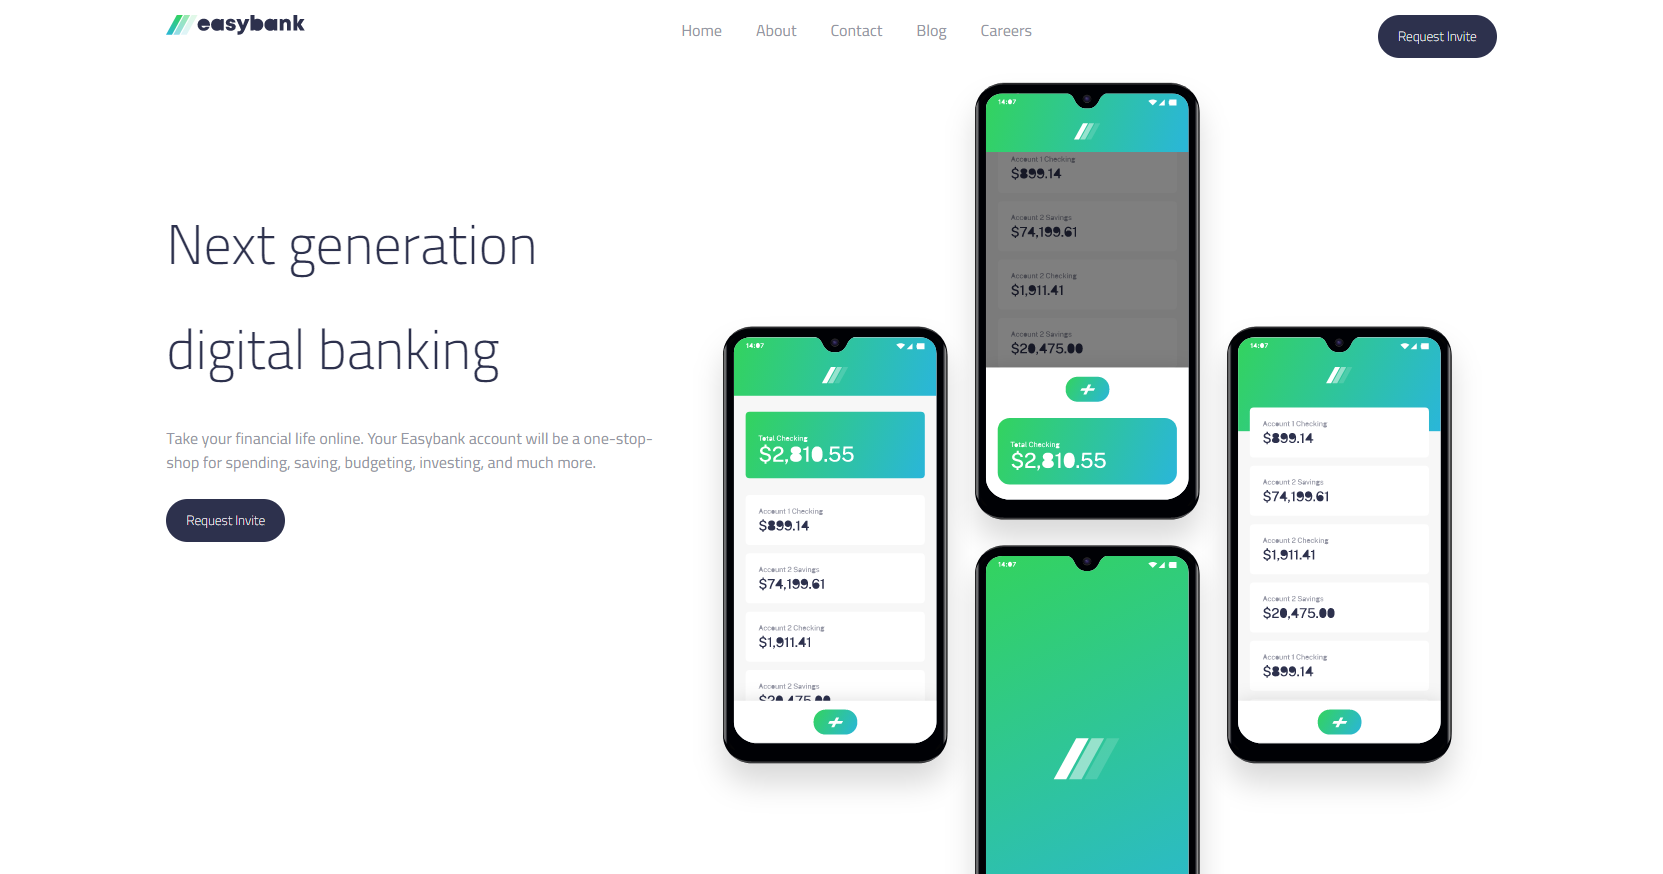 easybank
Home About Contact Blog Careers
Request Invite
Next generation
digital banking
Take your financial life online. Your Easybank account will be a one-stop-
shop for spending, saving, budgeting, investing, and much more.
Request Invite
14:07
Total Checking
$2,810.55
Account 1 Checking
$899.14
Account 2 Savings
$74,199.61
Account 2 Checking
$1,911.41
Account 2 Savings
$20,475.00
14:07
Account 1 Checking
$899.14
Account 2 Savings
$74,199.61
Account 2 Checking
$1,911.41
Account 2 Savings
$20,475.00
Total Checking
$2,810.55
14:07
14:07
Account 1 Checking
$899.14
Account 2 Savings
$74,199.61
Account 2 Checking
$1,911.41
Account 2 Savings
$20,475.00
Account 1 Checking
$899.14